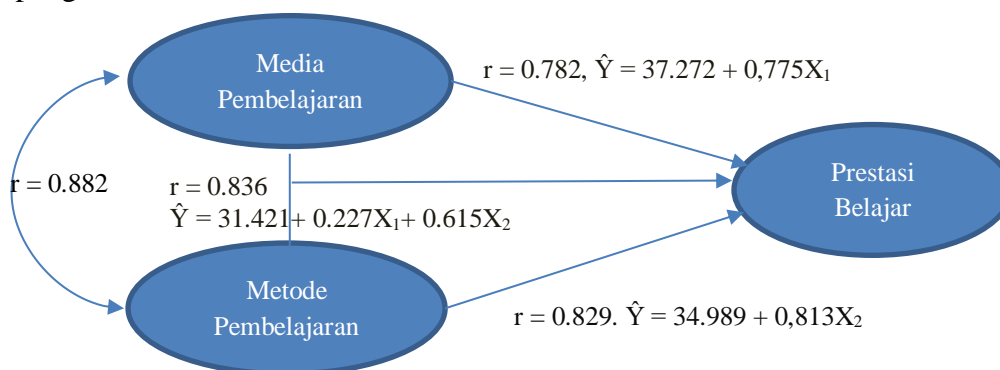 Media
Pembelajaran
r = 0.782, Ŷ = 37.272 + 0,775X₁
Prestasi
Belajar
r = 0.882
r = 0.836
Ŷ = 31.421+ 0.227X₁+ 0.615X₂
Metode
Pembelajaran
r = 0.829. Ŷ = 34.989 + 0,813X₂